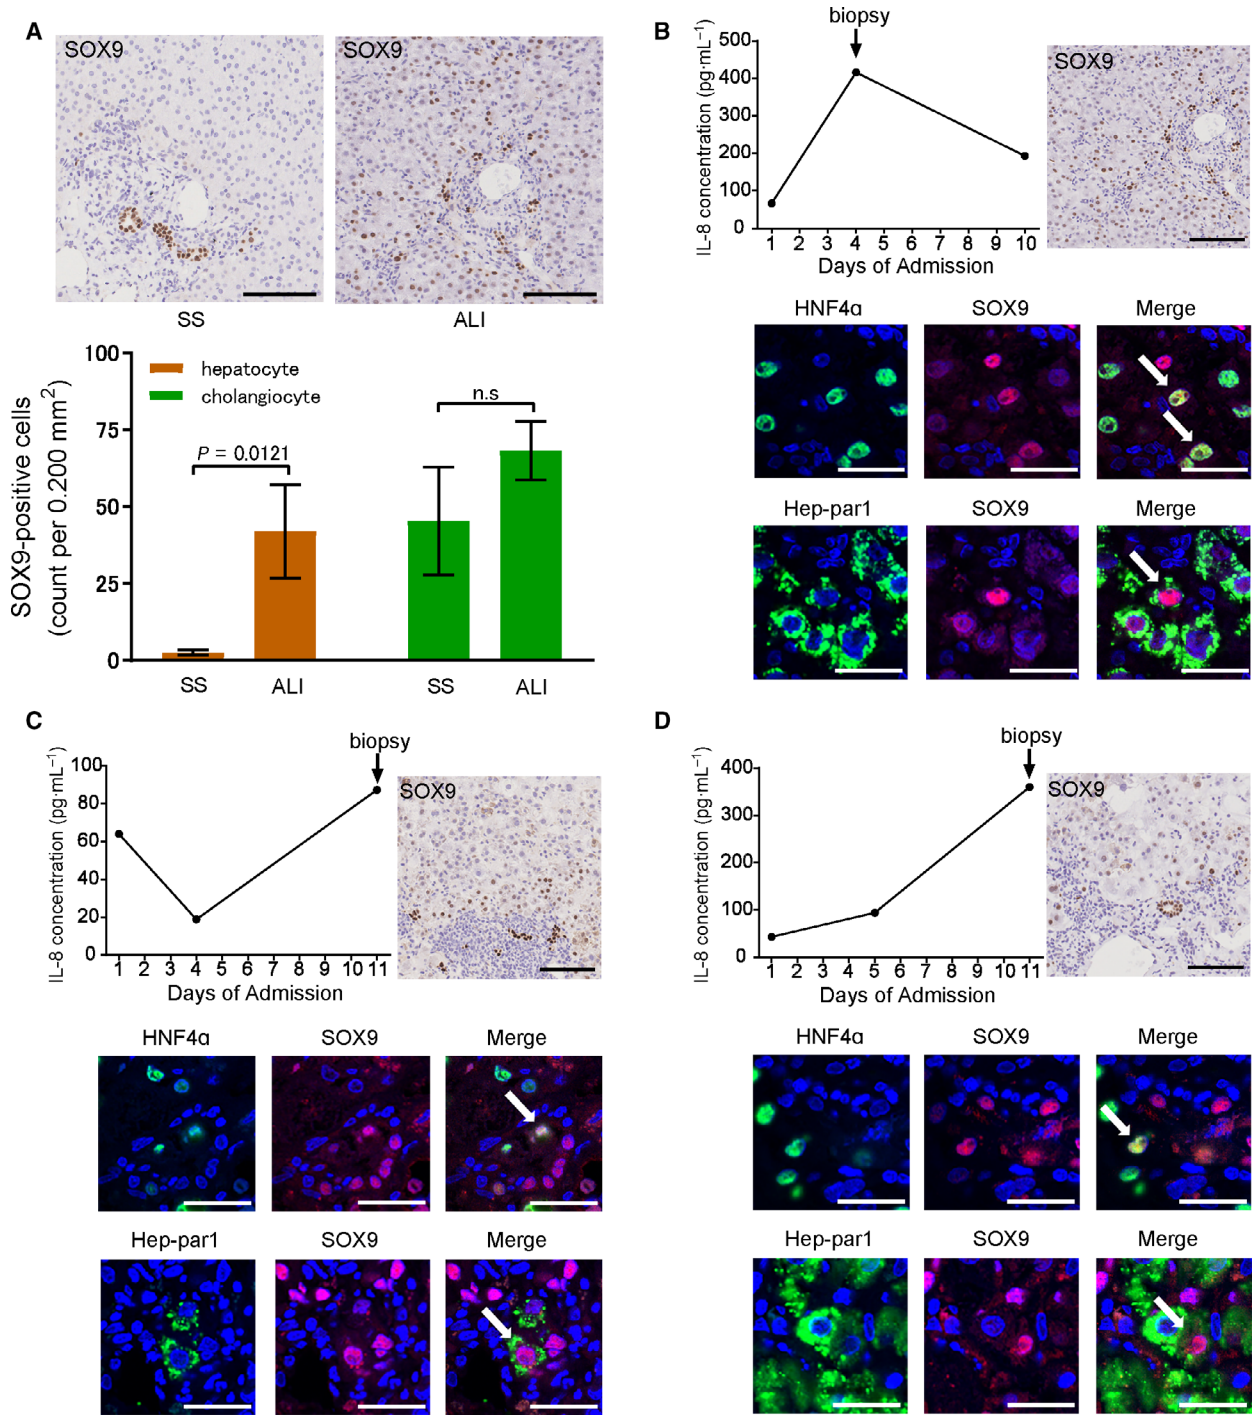 A
SOX9
SOX9
SS
ALI
100
75
50
25
0
SOX9-positive cells
(count per 0.200 mm²)
hepatocyte
cholangiocyte
P = 0.0121
n.s
SS
ALI
SS
ALI
B
biopsy
500
400
300
200
100
0
IL-8 concentration (pg·mL⁻¹)
1 2 3 4 5 6 7 8 9 10
Days of Admission
SOX9
HNF4α
SOX9
Merge
Hep-par1
SOX9
Merge
C
biopsy
100
80
60
40
20
0
IL-8 concentration (pg·mL⁻¹)
1 2 3 4 5 6 7 8 9 10 11
Days of Admission
SOX9
HNF4α
SOX9
Merge
Hep-par1
SOX9
Merge
D
biopsy
400
300
200
100
0
IL-8 concentration (pg·mL⁻¹)
1 2 3 4 5 6 7 8 9 10 11
Days of Admission
SOX9
HNF4α
SOX9
Merge
Hep-par1
SOX9
Merge